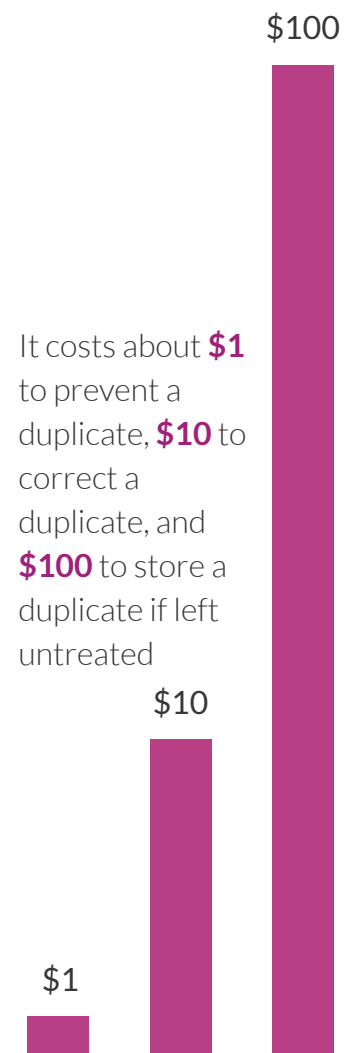 $100
It costs about $1
to prevent a
duplicate, $10 to
correct a
duplicate, and
$100 to store a
duplicate if left
untreated
$10
$1